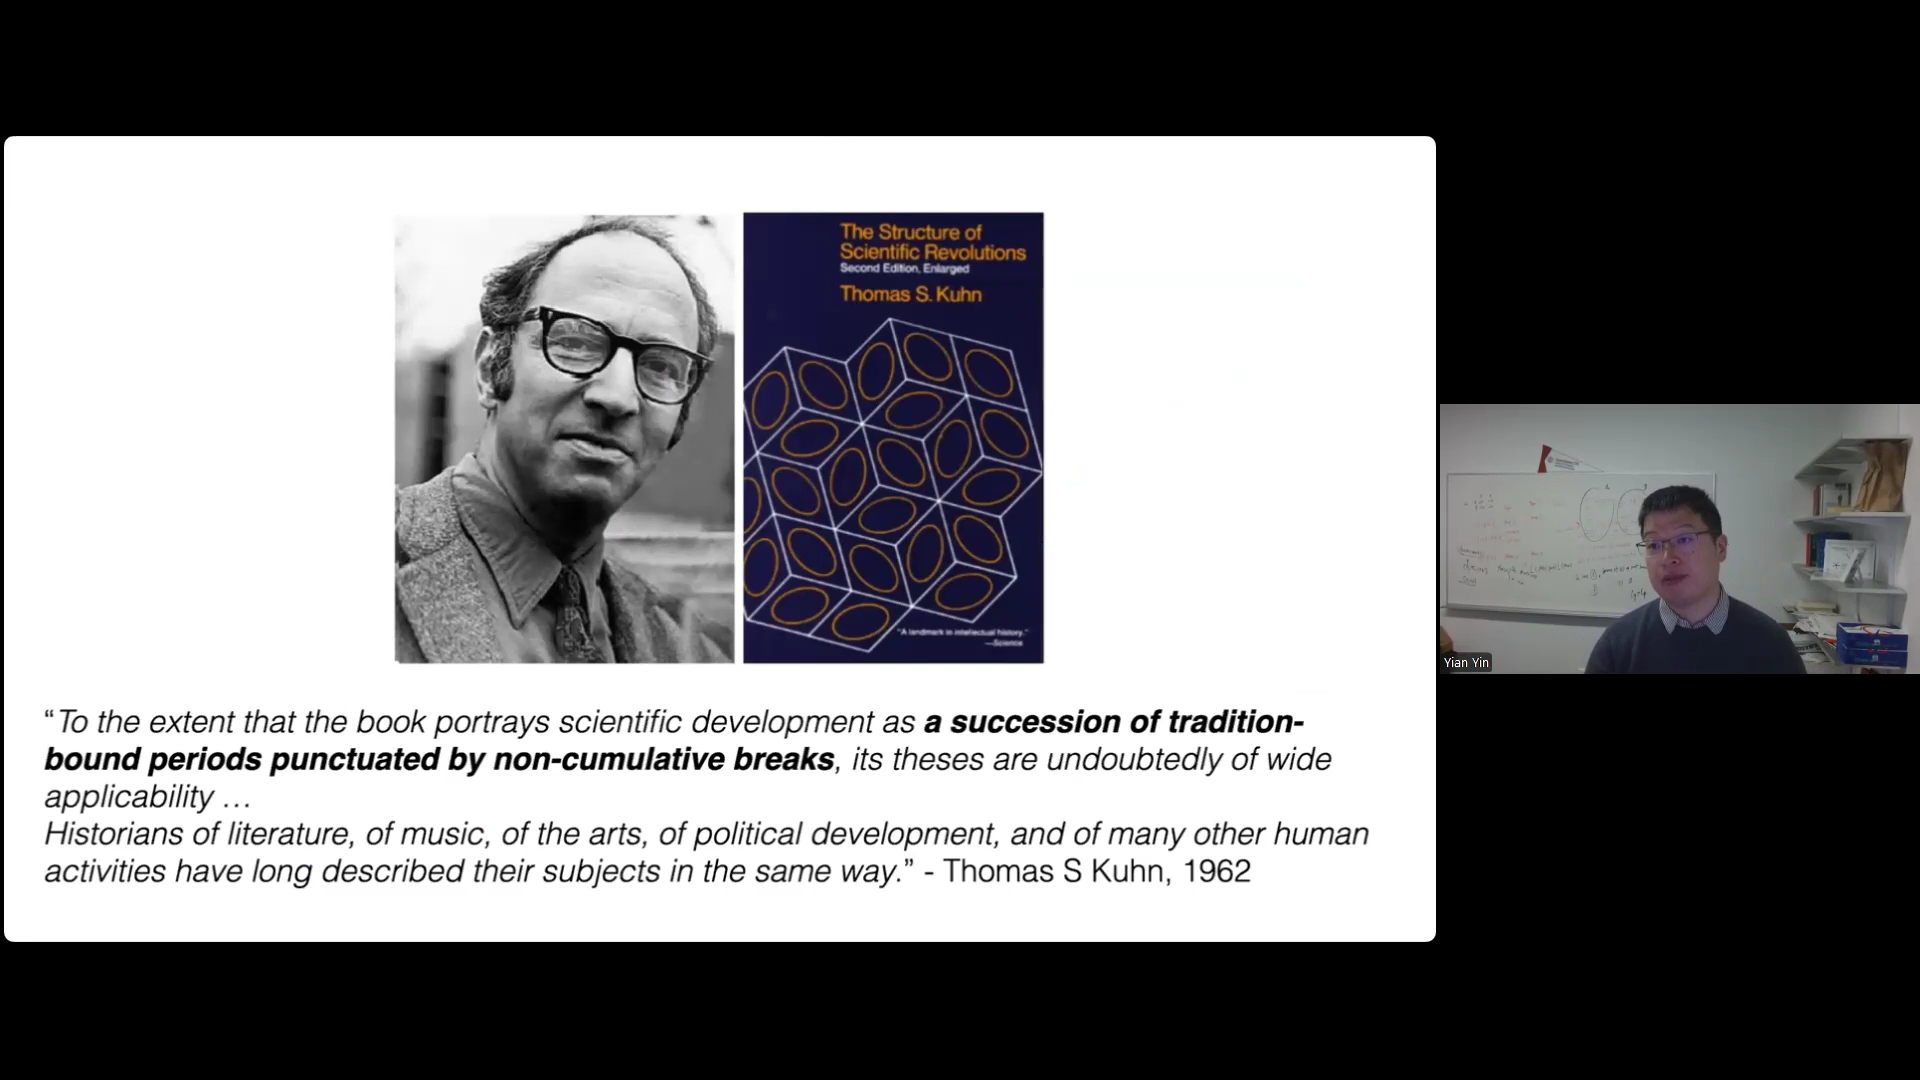 The Structure of
Scientific Revolutions
Second Edition, Enlarged
Thomas S. Kuhn
"A landmark in intellectual history."
—Science
“To the extent that the book portrays scientific development as a succession of tradition-
bound periods punctuated by non-cumulative breaks, its theses are undoubtedly of wide
applicability …
Historians of literature, of music, of the arts, of political development, and of many other human
activities have long described their subjects in the same way.” - Thomas S Kuhn, 1962
Yian Yin